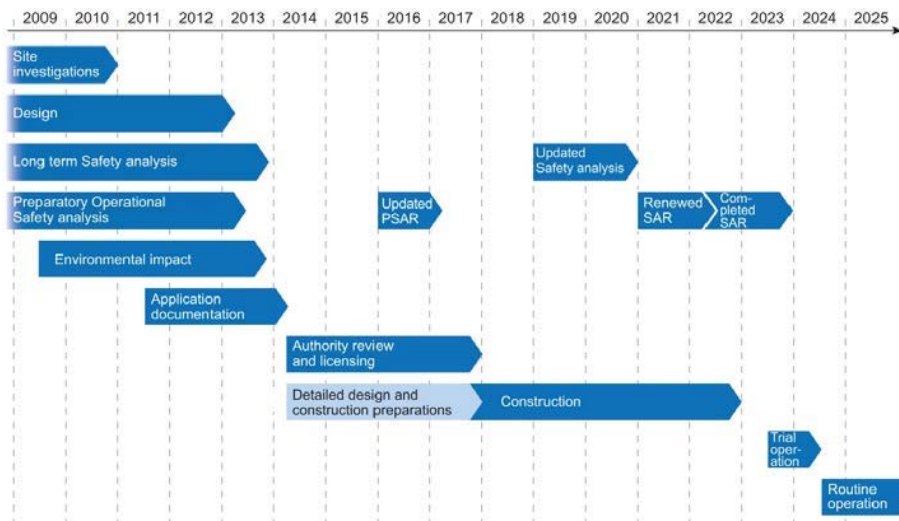 2009 2010 2011 2012 2013 2014 2015 2016 2017 2018 2019 2020 2021 2022 2023 2024 2025
Site
investigations
Design
Long term Safety analysis
Updated
Safety analysis
Preparatory Operational
Safety analysis
Updated
PSAR
Renewed
SAR
Com-
pleted
SAR
Environmental impact
Application
documentation
Authority review
and licensing
Detailed design and
construction preparations
Construction
Trial
oper-
ation
Routine
operation